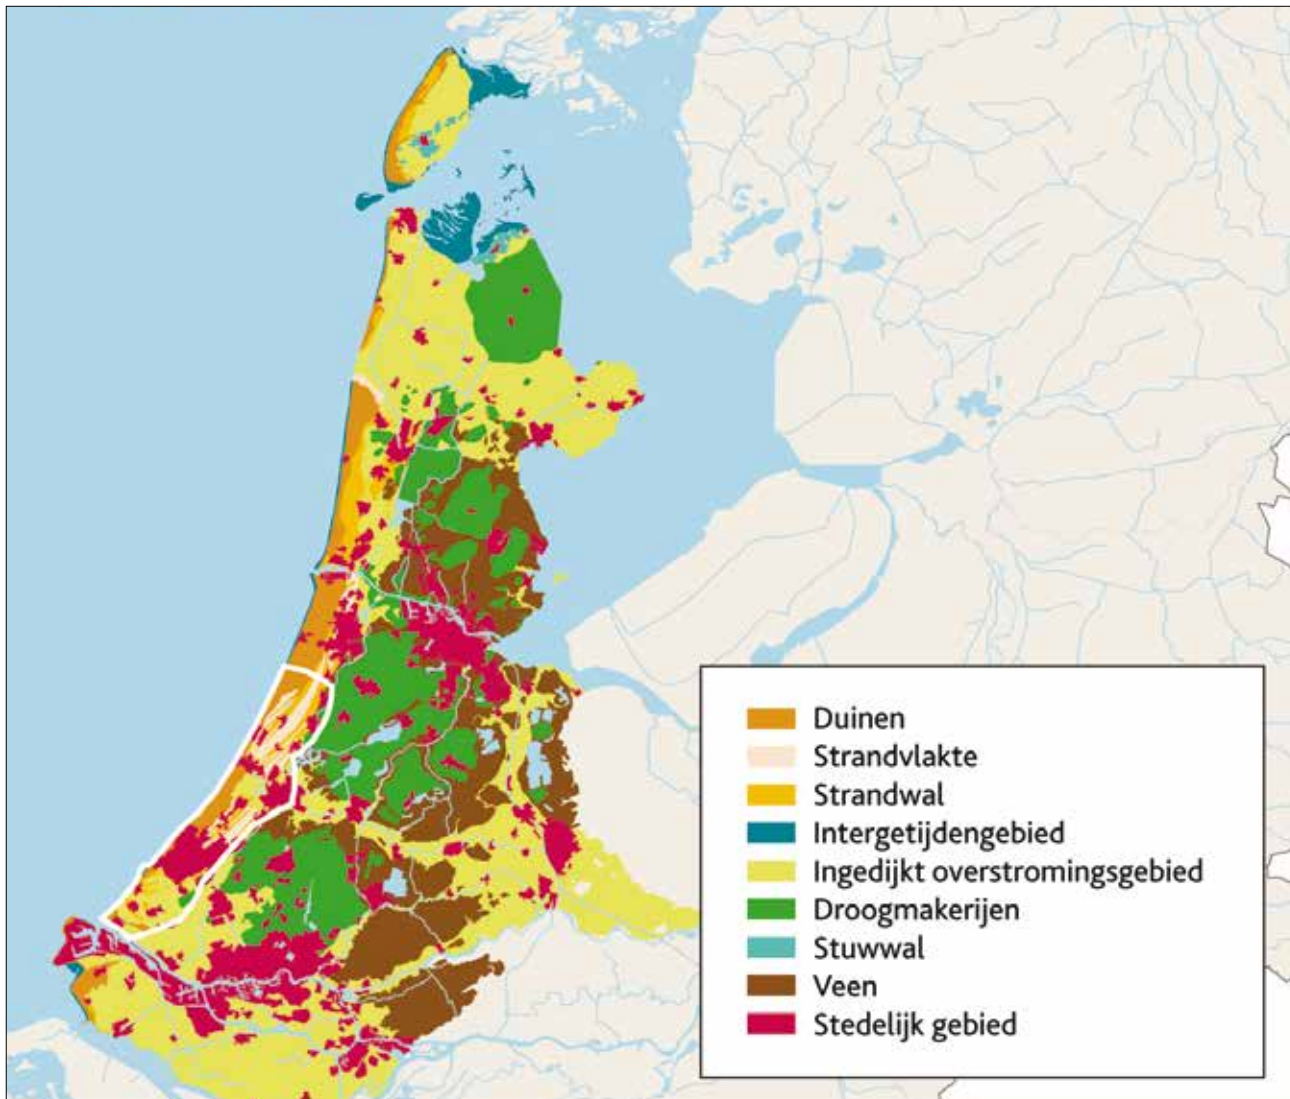 Duinen
Strandvlakte
Strandwal
Intergetijdengebied
Ingedijkt overstromingsgebied
Droogmakerijen
Stuwwal
Veen
Stedelijk gebied